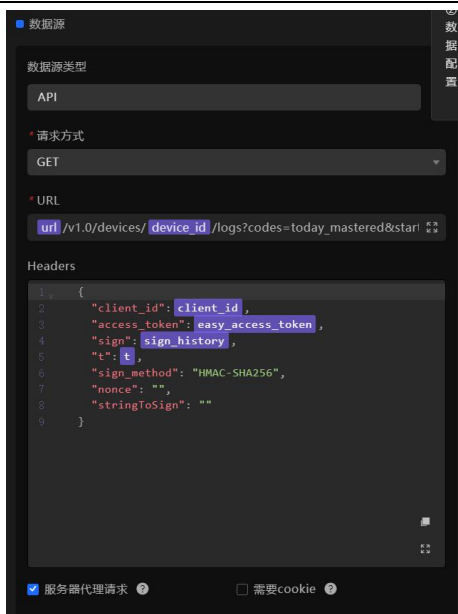 数据源
②
数
据
配
置
数据源类型
API
*请求方式
GET
*URL
url /v1.0/devices/ device_id /logs?codes=today_mastered&start
Headers
1 {
2 "client_id": client_id ,
3 "access_token": easy_access_token ,
4 "sign": sign_history ,
5 "t": t ,
6 "sign_method": "HMAC-SHA256",
7 "nonce": "",
8 "stringToSign": ""
9 }
服务器代理请求 ?
需要cookie ?